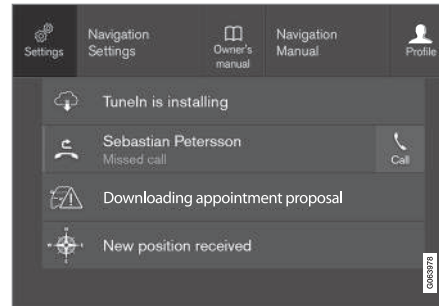 Settings
Navigation
Settings
Owner's
manual
Navigation
Manual
Profile
TuneIn is installing
Sebastian Petersson
Missed call
Call
Downloading appointment proposal
New position received
G063978